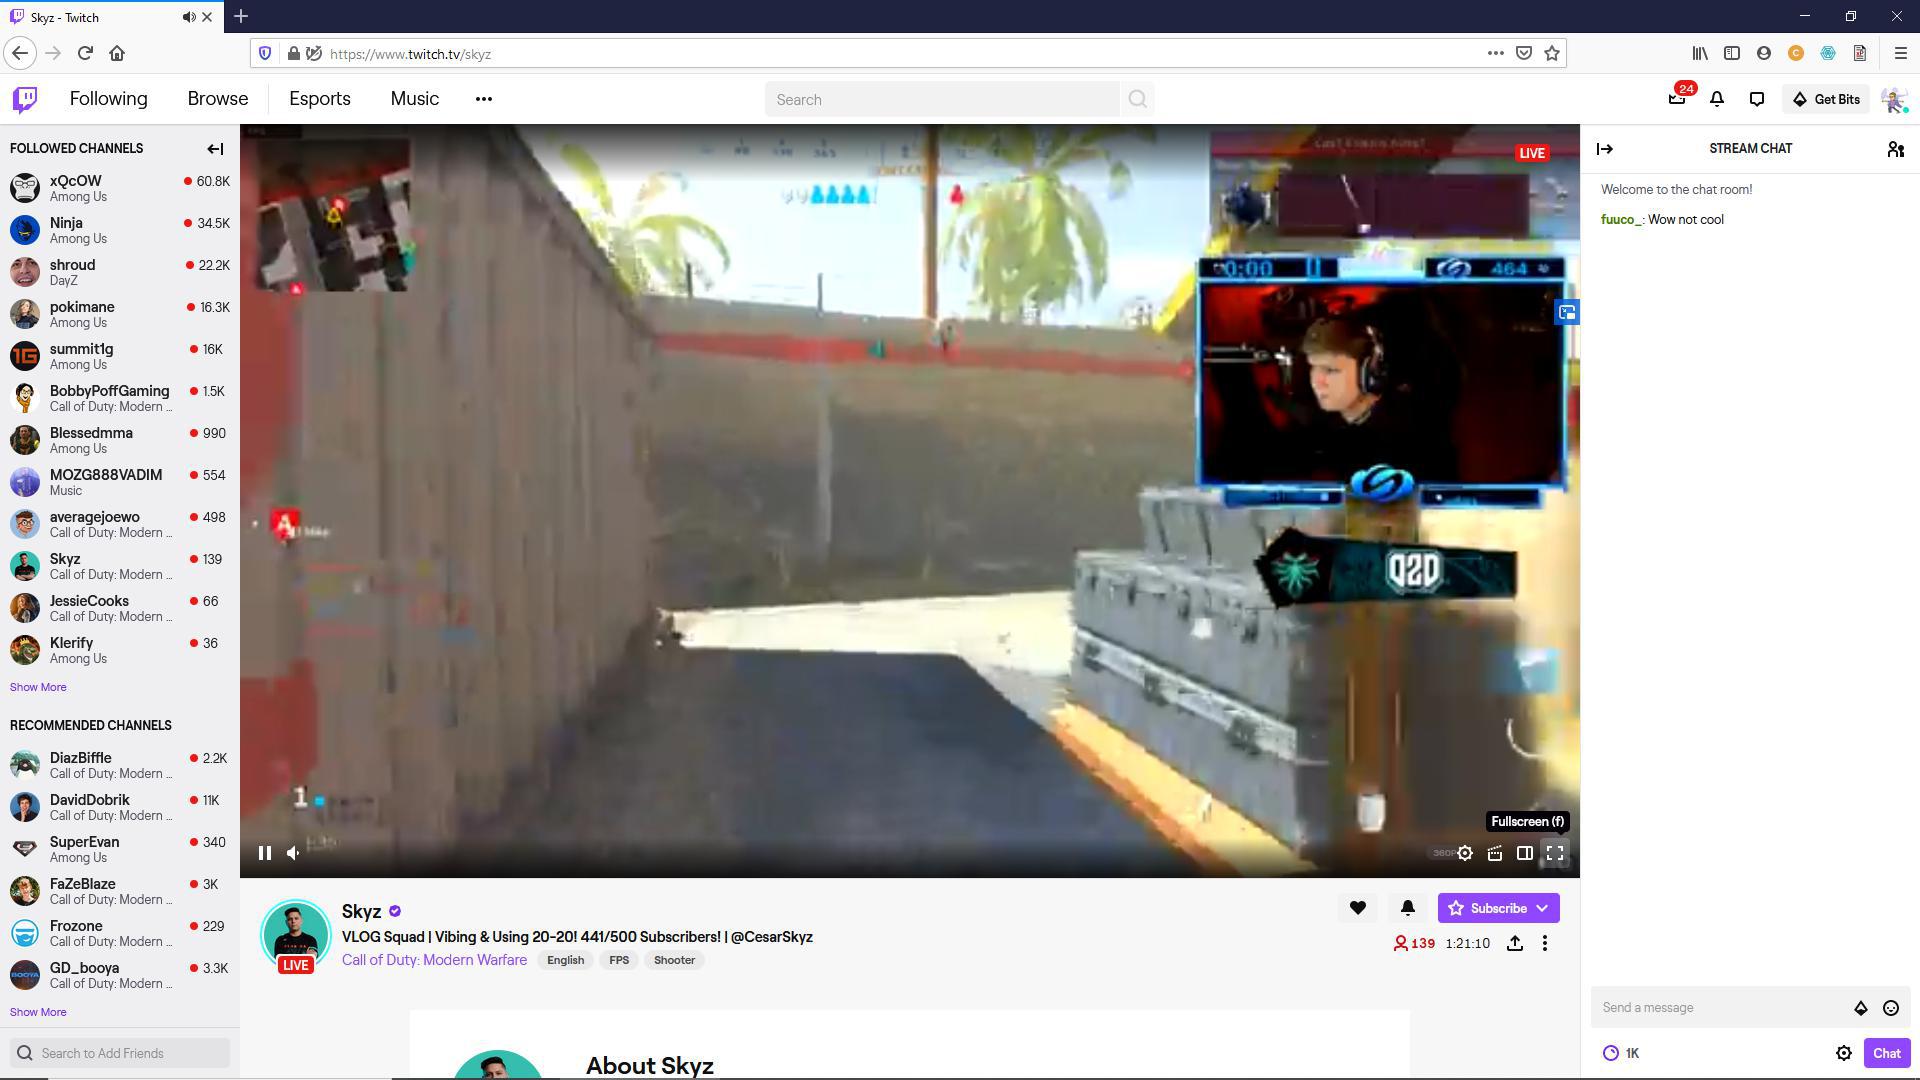 Skyz - Twitch
https://www.twitch.tv/skyz
Following
Browse
Esports
Music
Search
24
Get Bits
FOLLOWED CHANNELS
xQcOW
60.8K
Among Us
Ninja
34.5K
Among Us
shroud
22.2K
DayZ
pokimane
16.3K
Among Us
summit1g
16K
Among Us
BobbyPoffGaming
1.5K
Call of Duty: Modern ...
Blessedmma
990
Among Us
MOZG888VADIM
554
Music
averagejoewo
498
Call of Duty: Modern ...
Skyz
139
Call of Duty: Modern ...
JessieCooks
66
Call of Duty: Modern ...
Klerify
36
Among Us
Show More
RECOMMENDED CHANNELS
DiazBiffle
2.2K
Call of Duty: Modern ...
DavidDobrik
11K
Call of Duty: Modern ...
SuperEvan
340
Among Us
FaZeBlaze
3K
Call of Duty: Modern ...
Frozone
229
Call of Duty: Modern ...
GD_booya
3.3K
Call of Duty: Modern ...
Show More
Search to Add Friends
LIVE
0:00
464
1
Fullscreen (f)
360P
Skyz
VLOG Squad | Vibing & Using 20-20! 441/500 Subscribers! | @CesarSkyz
Call of Duty: Modern Warfare
English
FPS
Shooter
LIVE
Subscribe
139
1:21:10
About Skyz
STREAM CHAT
Welcome to the chat room!
fuuco_: Wow not cool
Send a message
1K
Chat